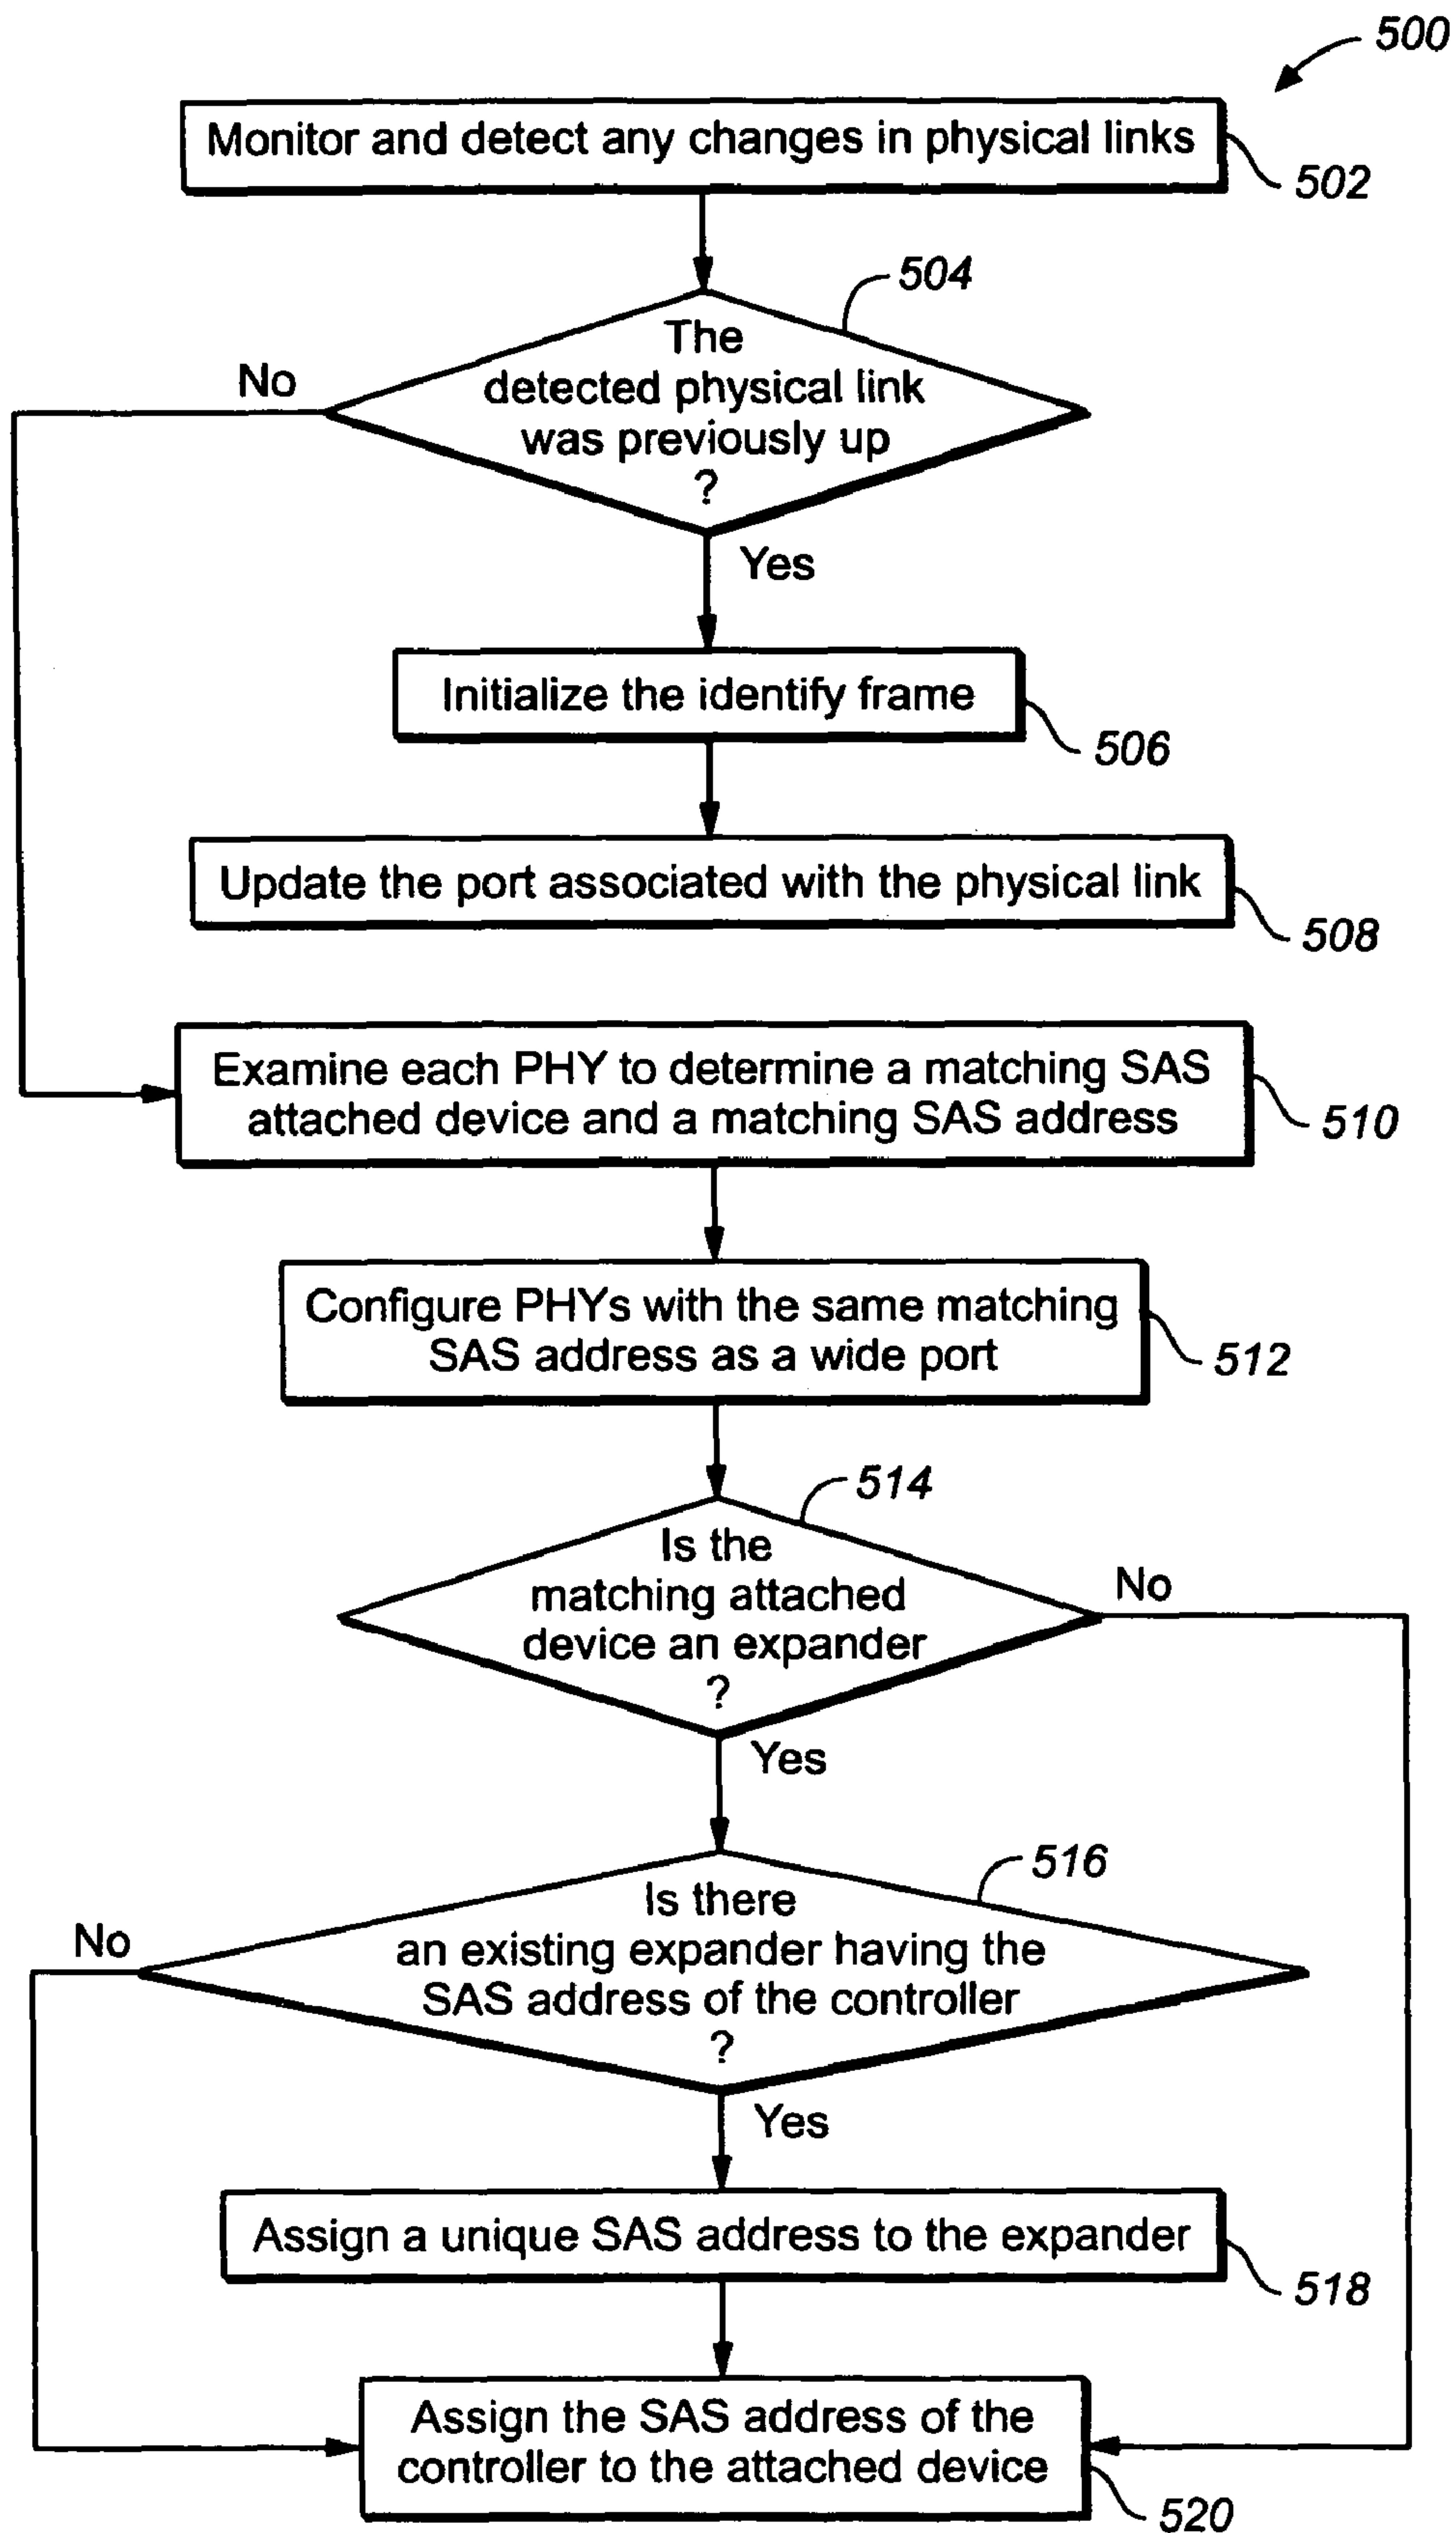 500
Monitor and detect any changes in physical links
502
504
The
detected physical link
was previously up
?
No
Yes
Initialize the identify frame
506
Update the port associated with the physical link
508
Examine each PHY to determine a matching SAS
attached device and a matching SAS address
510
Configure PHYs with the same matching
SAS address as a wide port
512
514
Is the
matching attached
device an expander
?
No
Yes
516
Is there
an existing expander having the
SAS address of the controller
?
No
Yes
Assign a unique SAS address to the expander
518
Assign the SAS address of the
controller to the attached device
520